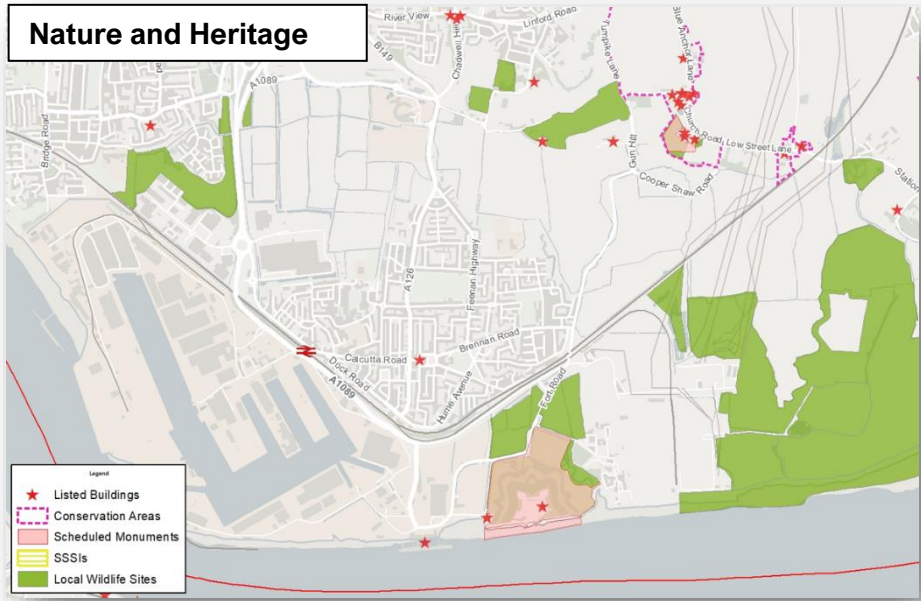 Nature and Heritage
River View
Linford Road
Chadwell Hill
B149
A1089
Turnpike Lane
Blue Anchor Lane
Bridge Road
Church Road, Low Street Lane
Gun Hill
Cooper Shaw Road
Station
A126
Feenan Highway
Brennan Road
Calcutta Road
Dock Road
A1089
Hume Avenue
Fort Road
Legend
Listed Buildings
Conservation Areas
Scheduled Monuments
SSSIs
Local Wildlife Sites